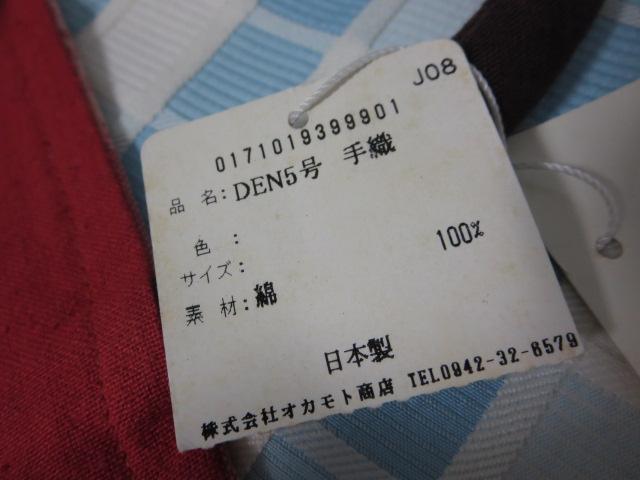 J08
0171019399901
品 名：DEN5号 手織
色 ：
サイズ：
素 材：綿 100%
日本製
株式会社オカモト商店 TEL0942-32-6579